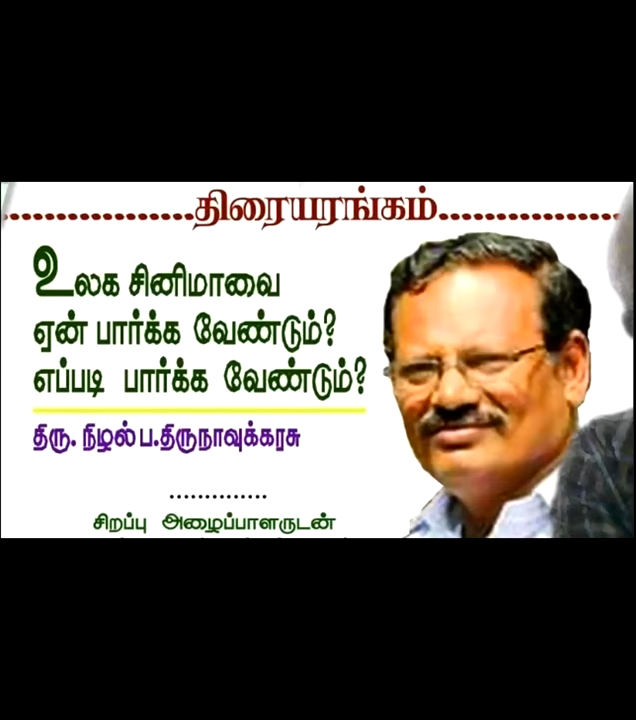 ..................திரையரங்கம்..................
உலக சினிமாவை
ஏன் பார்க்க வேண்டும்?
எப்படி பார்க்க வேண்டும்?
திரு. நிழல் ப.திருநாவுக்கரசு
..............
சிறப்பு அழைப்பாளருடன்